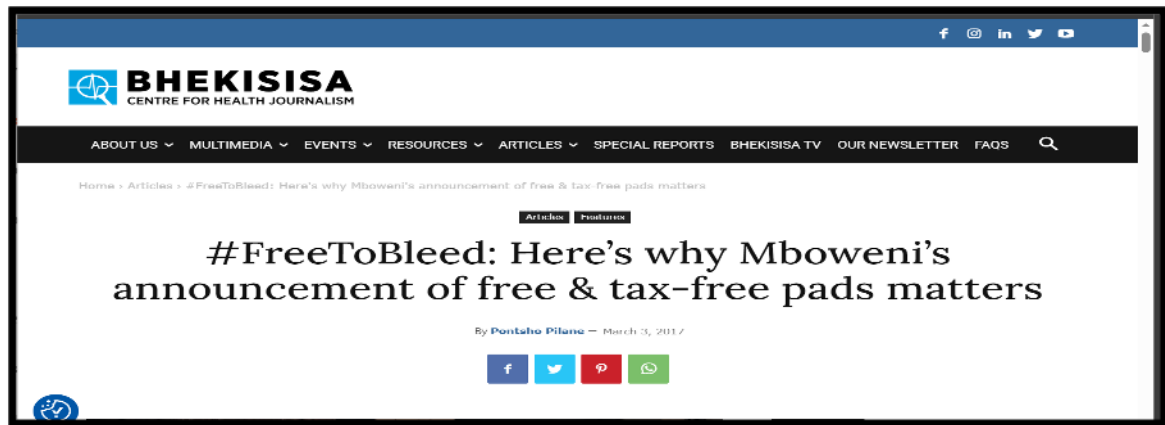 BHEKISISA
CENTRE FOR HEALTH JOURNALISM
ABOUT US MULTIMEDIA EVENTS RESOURCES ARTICLES SPECIAL REPORTS BHEKISISA TV OUR NEWSLETTER FAQS
Home › Articles › #FreeToBleed: Here's why Mboweni's announcement of free & tax-free pads matters
Articles Features
#FreeToBleed: Here’s why Mboweni’s
announcement of free & tax-free pads matters
By Pontsho Pilane — March 3, 2017